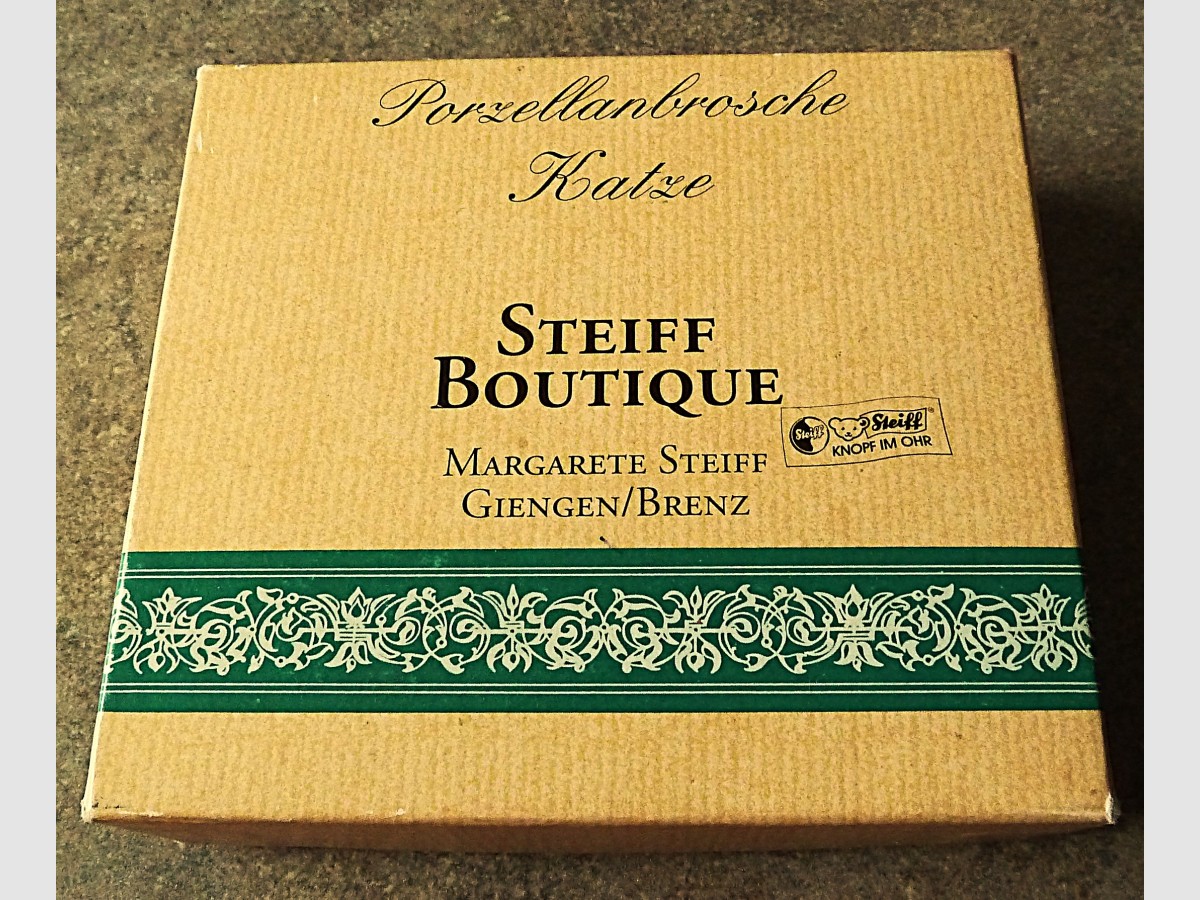 Porzellanbrosche
Katze
STEIFF
BOUTIQUE
Steiff
Steiff®
KNOPF IM OHR
MARGARETE STEIFF
GIENGEN/BRENZ